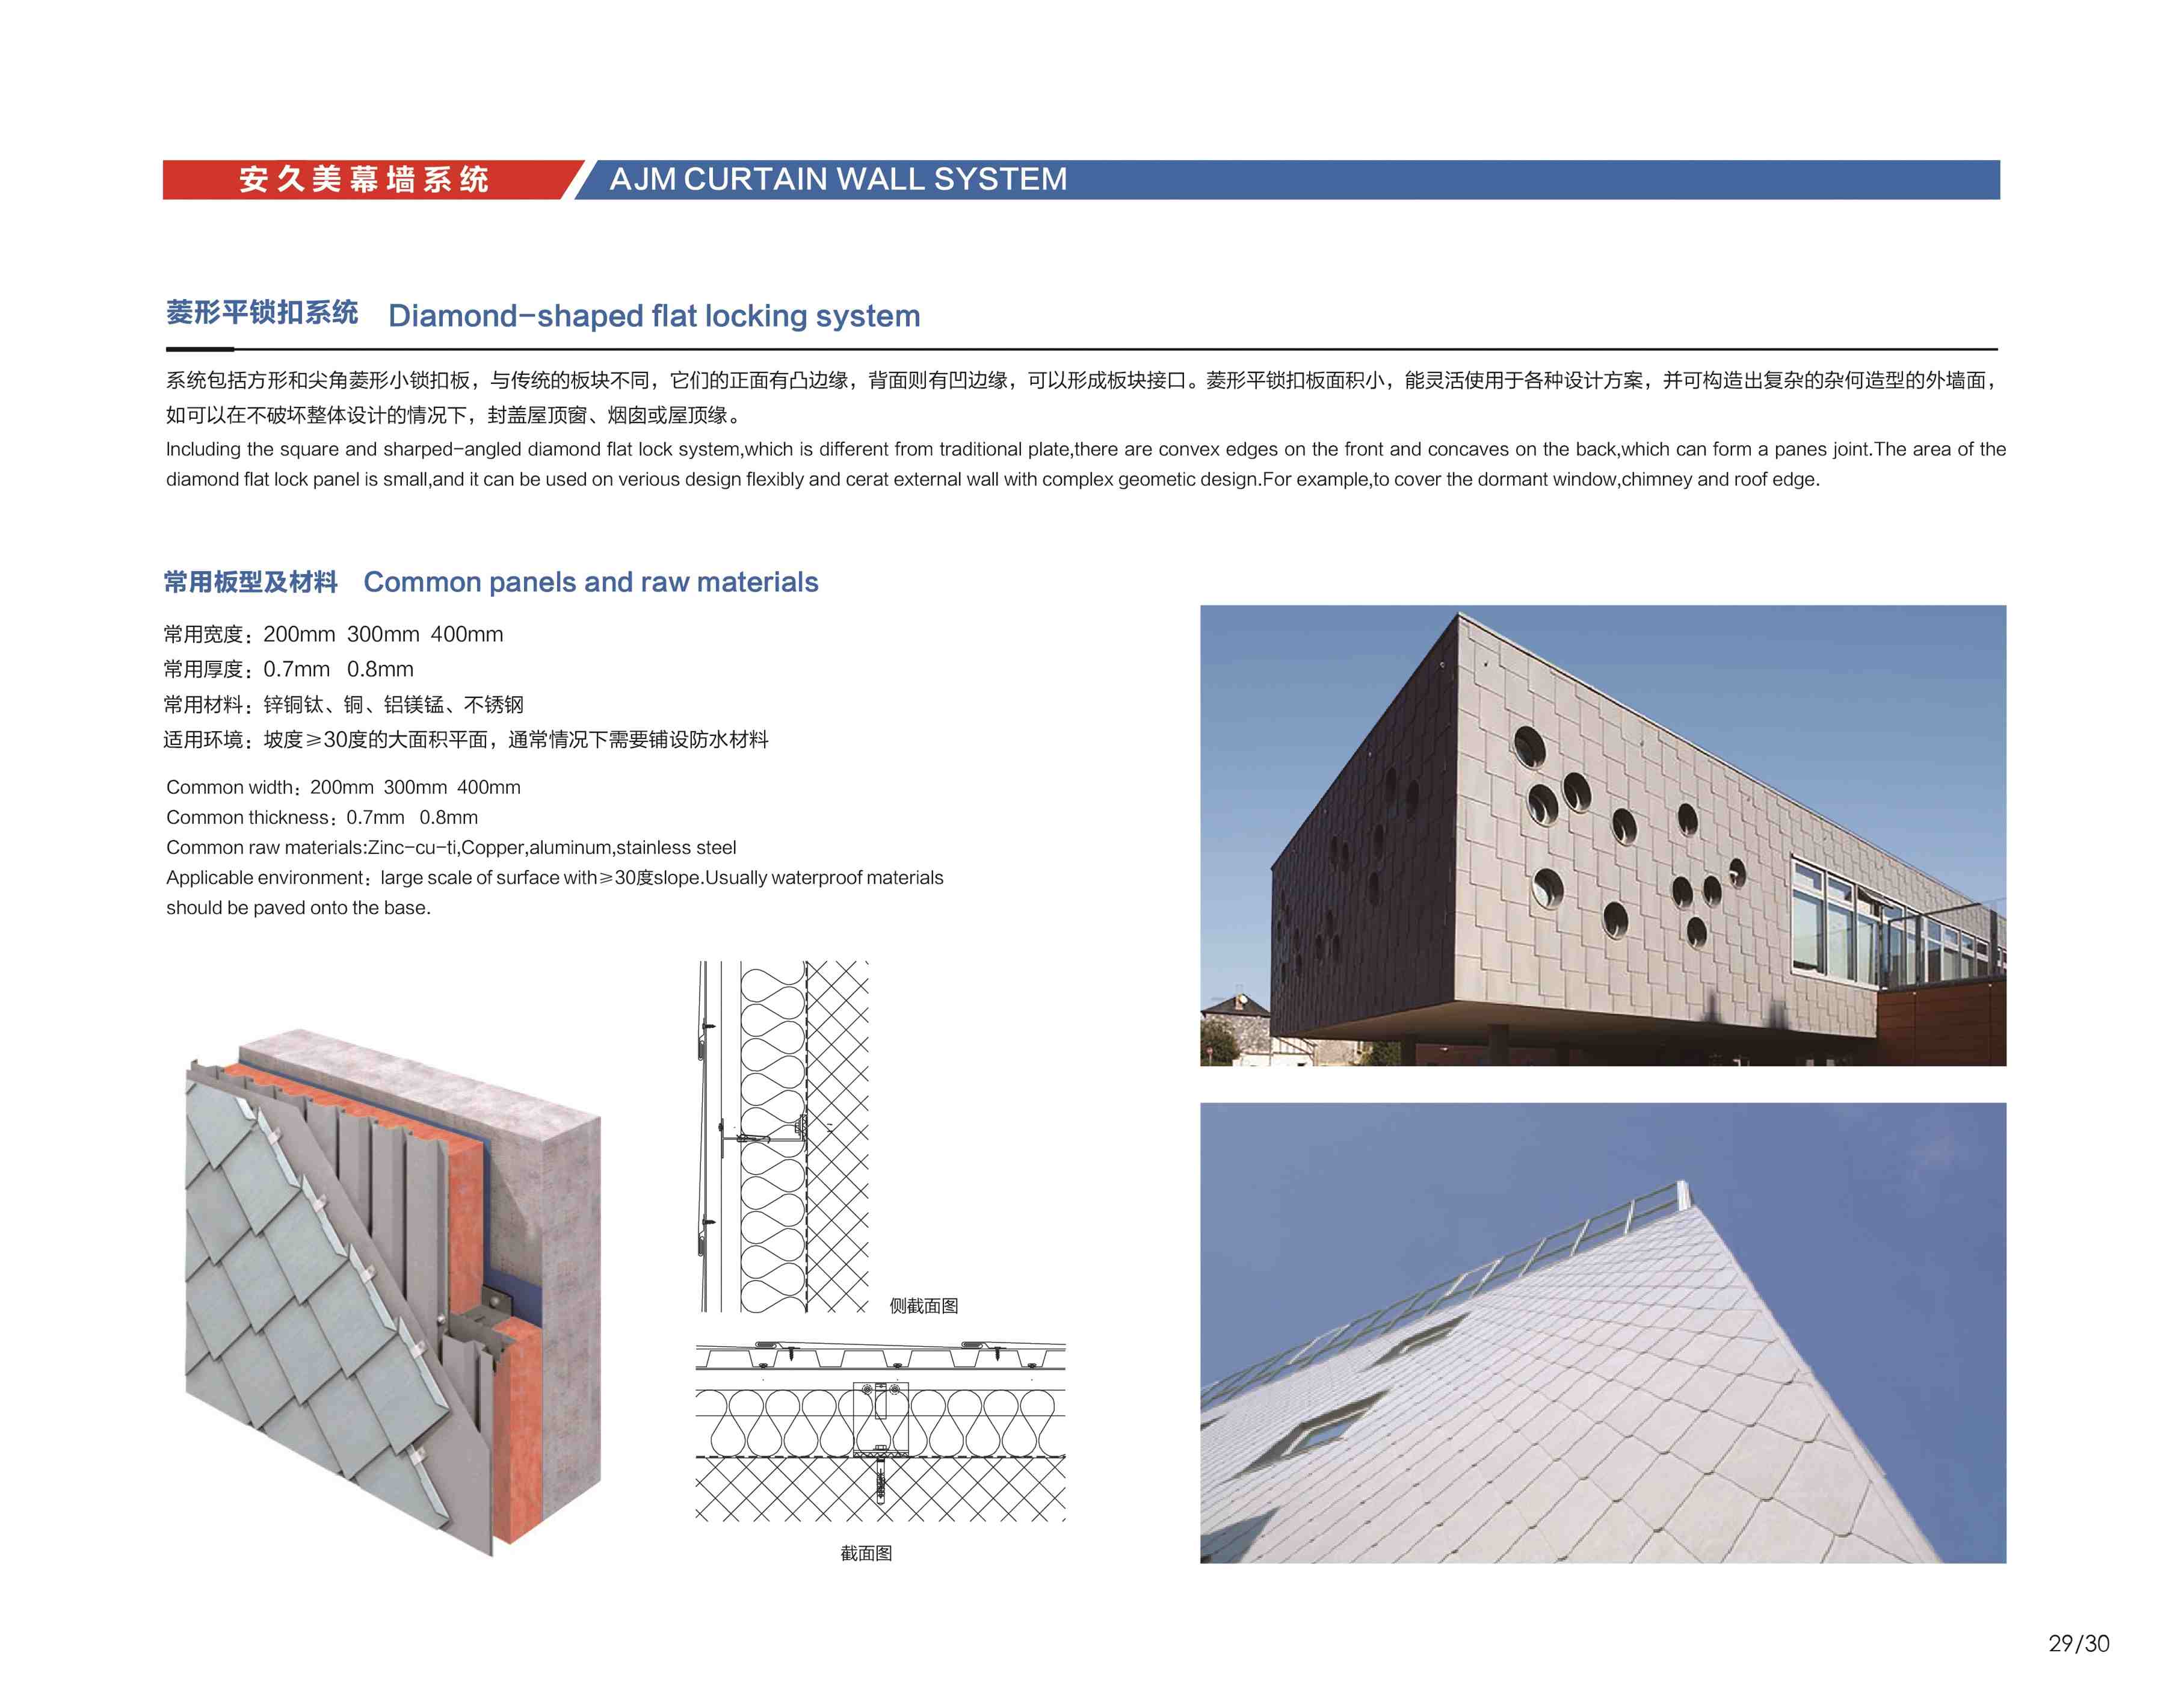 安久美幕墙系统 AJM CURTAIN WALL SYSTEM
菱形平锁扣系统 Diamond-shaped flat locking system
系统包括方形和尖角菱形小锁扣板，与传统的板块不同，它们的正面有凸边缘，背面则有凹边缘，可以形成板块接口。菱形平锁扣板面积小，能灵活使用于各种设计方案，并可构造出复杂的杂何造型的外墙面，
如可以在不破坏整体设计的情况下，封盖屋顶窗、烟囱或屋顶缘。
Including the square and sharped-angled diamond flat lock system,which is different from traditional plate,there are convex edges on the front and concaves on the back,which can form a panes joint.The area of the
diamond flat lock panel is small,and it can be used on verious design flexibly and cerat external wall with complex geometic design.For example,to cover the dormant window,chimney and roof edge.
常用板型及材料 Common panels and raw materials
常用宽度：200mm 300mm 400mm
常用厚度：0.7mm 0.8mm
常用材料：锌铜钛、铜、铝镁锰、不锈钢
适用环境：坡度≥30度的大面积平面，通常情况下需要铺设防水材料
Common width：200mm 300mm 400mm
Common thickness：0.7mm 0.8mm
Common raw materials:Zinc-cu-ti,Copper,aluminum,stainless steel
Applicable environment：large scale of surface with≥30度slope.Usually waterproof materials
should be paved onto the base.
侧截面图
截面图
29/30